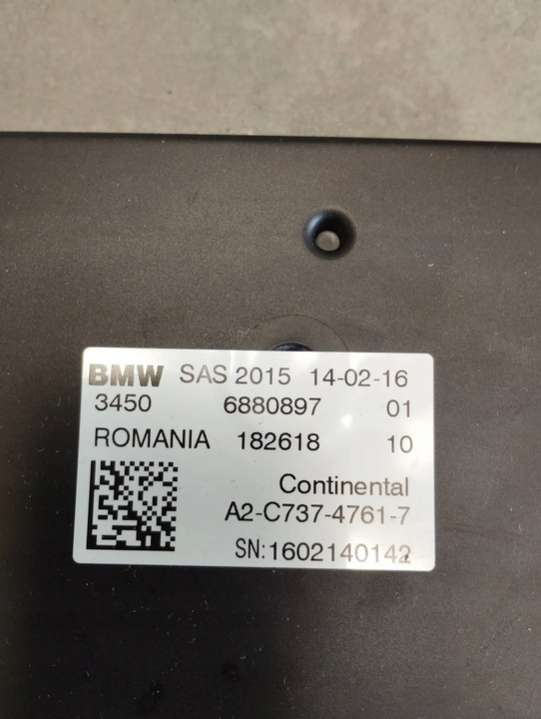 BMW SAS 2015 14-02-16
3450 6880897 01
ROMANIA 182618 10
Continental
A2-C737-4761-7
SN:1602140142